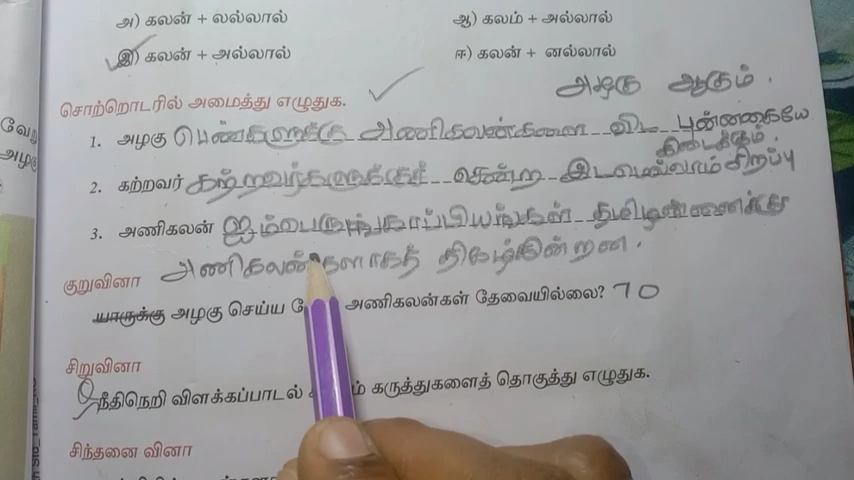 அ) கலன் + லல்லால் ஆ) கலம் + அல்லால்
இ) கலன் + அல்லால் ஈ) கலன் + னல்லால்
அழகு ஆகும்.
சொற்றொடரில் அமைத்து எழுதுக.
1. அழகு பெண்களுக்கு அணிகலன்களை விட புன்னகையே
கிடைக்கும்.
2. கற்றவர் கற்றவர்களுக்குச் சென்ற இடமெல்லாம் சிறப்பு
3. அணிகலன் ஐம்பெருங்காப்பியங்கள் தமிழன்னைக்கு
அணிகலன்களாகத் திகழ்கின்றன.
குறுவினா
யாருக்கு அழகு செய்ய அணிகலன்கள் தேவையில்லை? 70
சிறுவினா
நீதிநெறி விளக்கப்பாடல் கருத்துகளைத் தொகுத்து எழுதுக.
சிந்தனை வினா